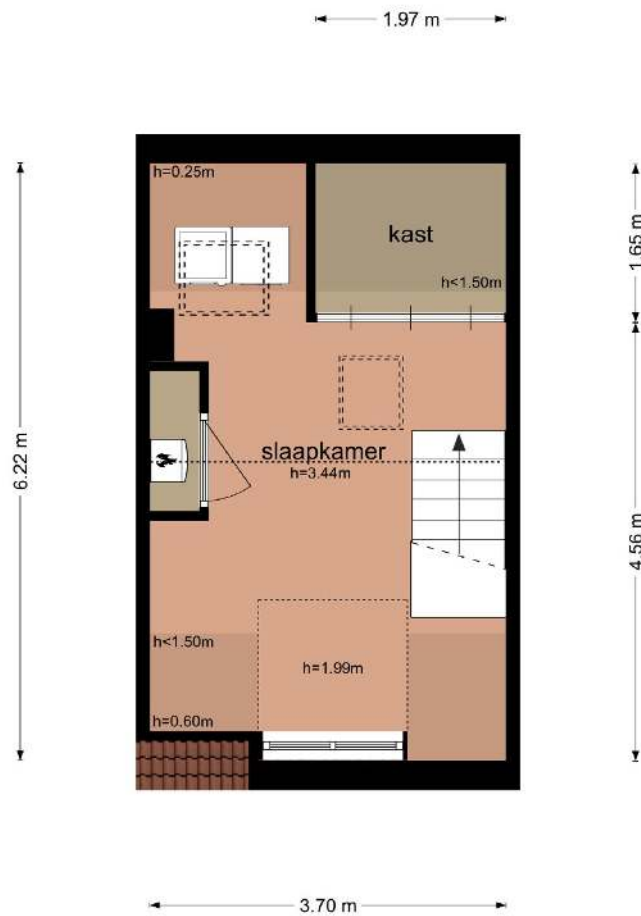 1.97 m
h=0.25m
kast
h<1.50m
1.65 m
6.22 m
slaapkamer
h=3.44m
4.56 m
h<1.50m
h=1.99m
h=0.60m
3.70 m